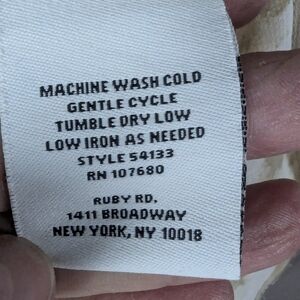 MACHINE WASH COLD
GENTLE CYCLE
TUMBLE DRY LOW
LOW IRON AS NEEDED
STYLE 54133
RN 107680
RUBY RD.
1411 BROADWAY
NEW YORK, NY 10018